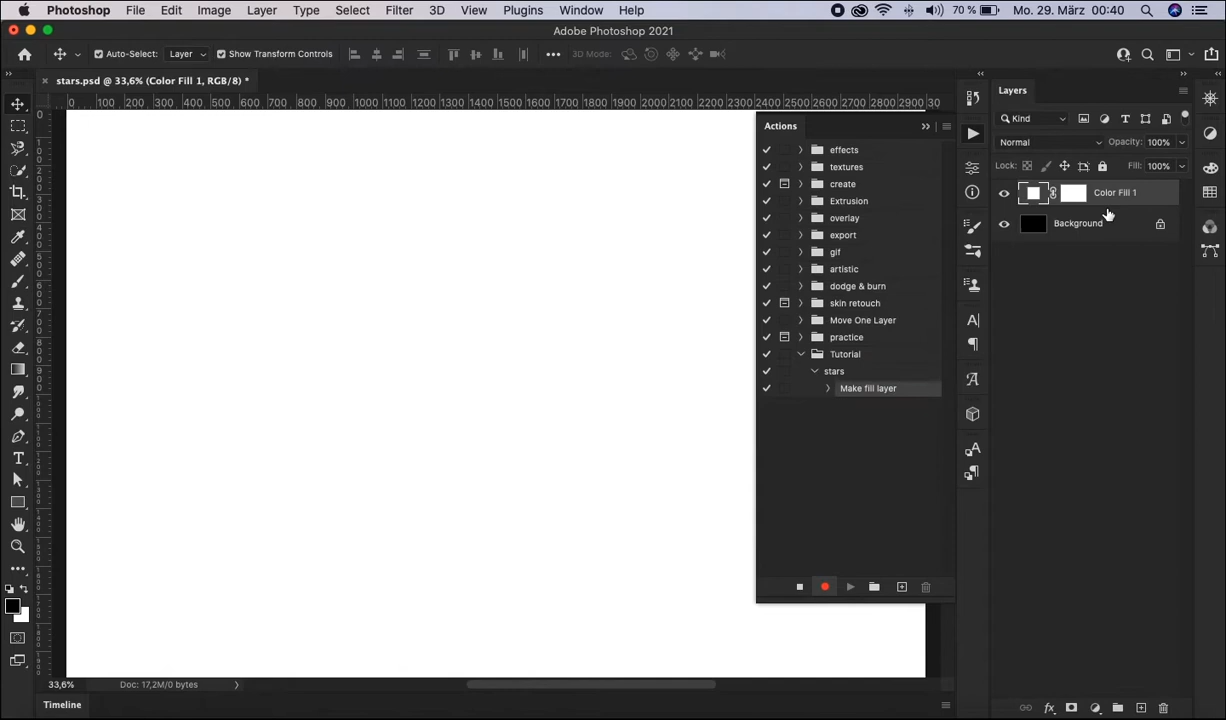 Photoshop File Edit Image Layer Type Select Filter 3D View Plugins Window Help 70 % Mo. 29. März 00:40
Adobe Photoshop 2021
Auto-Select: Layer Show Transform Controls 3D Mode:
stars.psd @ 33,6% (Color Fill 1, RGB/8) *
0 100 200 300 400 500 600 700 800 900 1000 1100 1200 1300 1400 1500 1600 1700 1800 1900 2000 2100 2200 2300 2400 2500 2600 2700 2800 2900 30
Actions
effects
textures
create
Extrusion
overlay
export
gif
artistic
dodge & burn
skin retouch
Move One Layer
practice
Tutorial
stars
Make fill layer
Layers
Kind
Normal Opacity: 100%
Lock: Fill: 100%
Color Fill 1
Background
33,6% Doc: 17,2M/0 bytes
Timeline